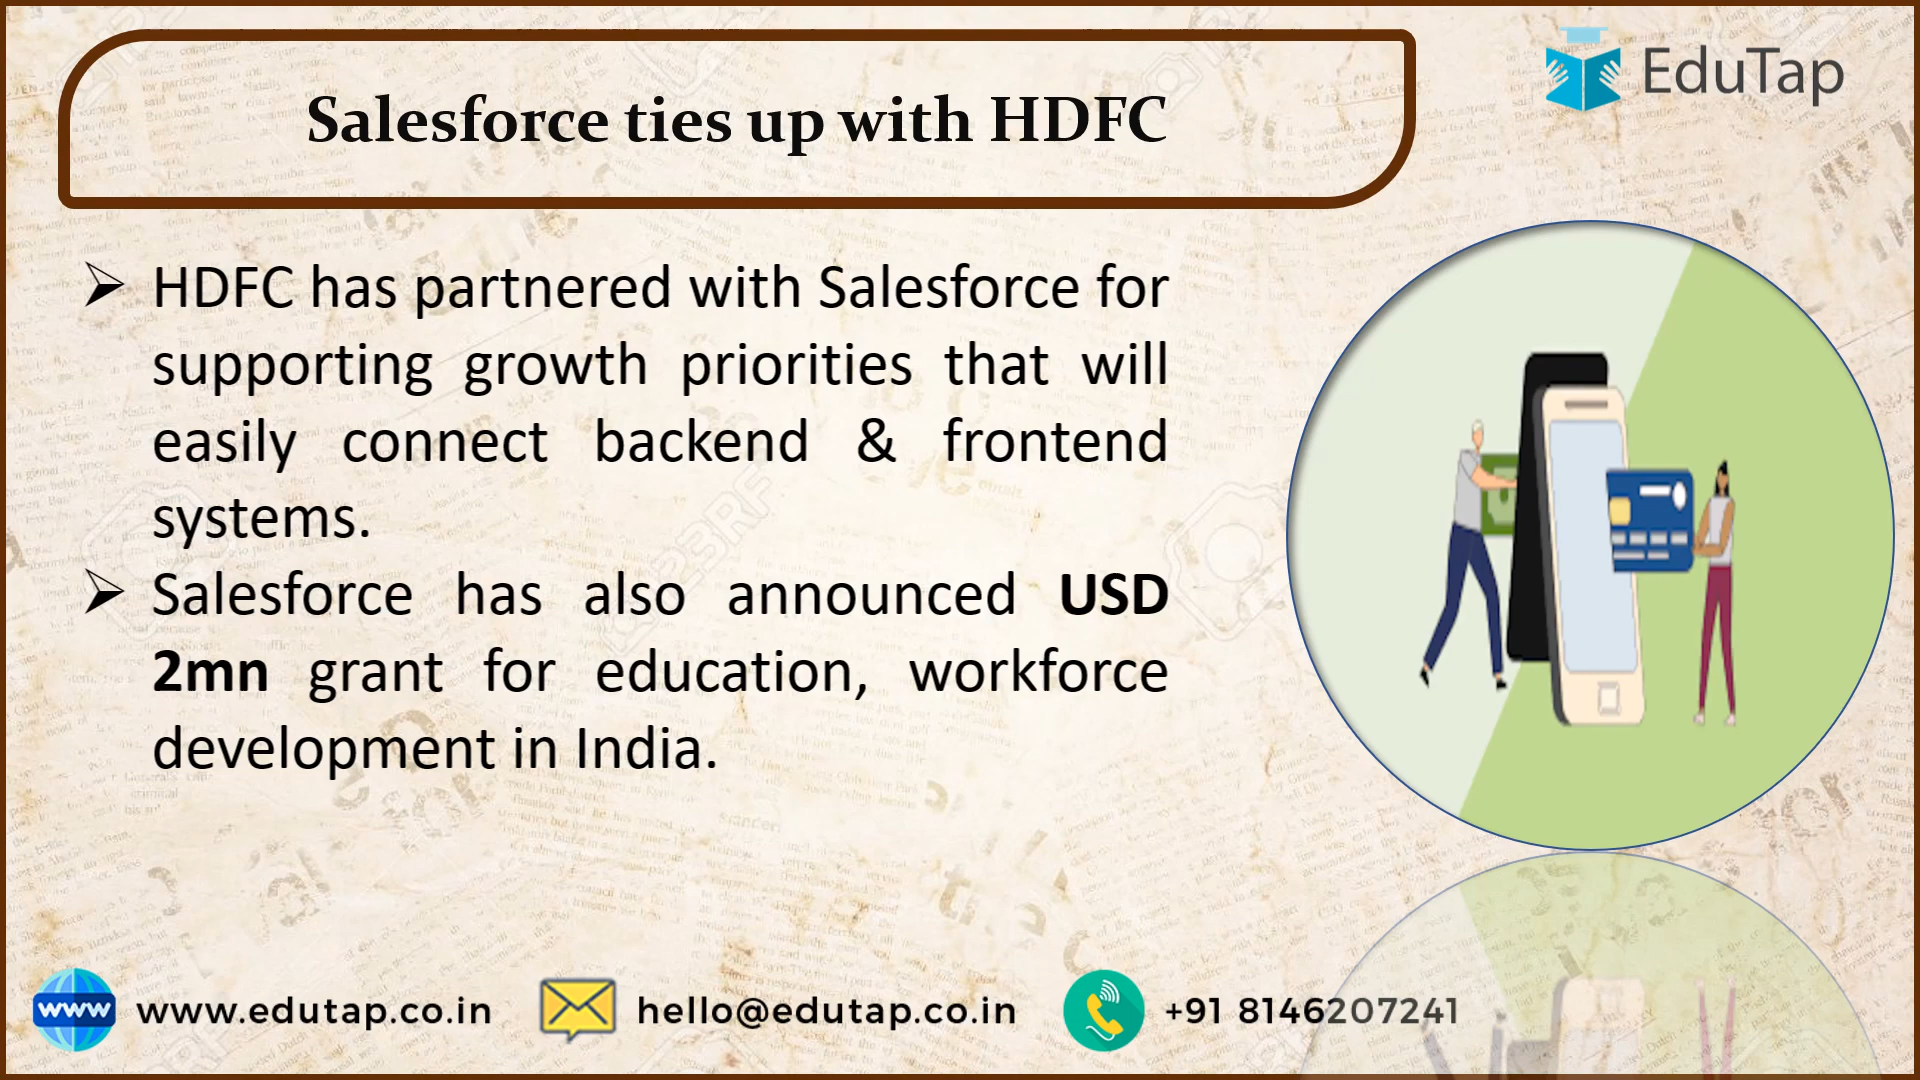 Salesforce ties up with HDFC
EduTap
➢ HDFC has partnered with Salesforce for
supporting growth priorities that will
easily connect backend & frontend
systems.
➢ Salesforce has also announced USD
2mn grant for education, workforce
development in India.
www www.edutap.co.in hello@edutap.co.in +91 8146207241